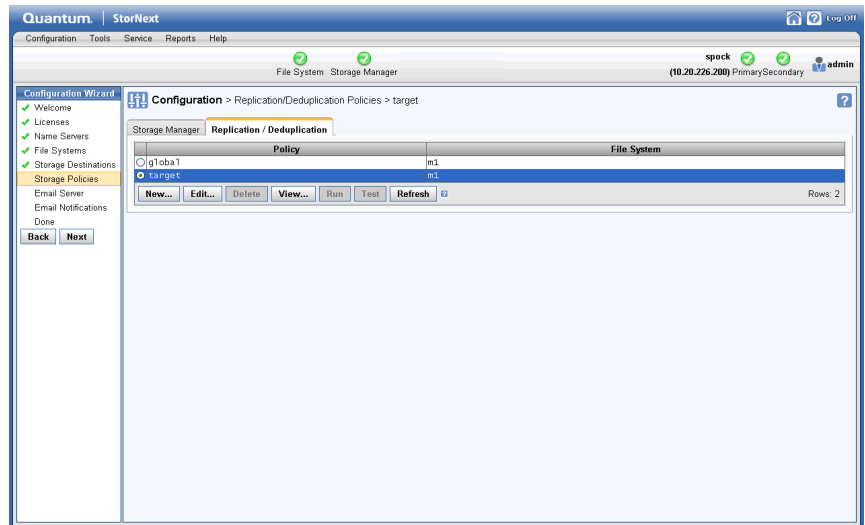 Quantum. | StorNext
Log Off
Configuration Tools Service Reports Help
File System Storage Manager
spock
(10.20.226.200) Primary Secondary
admin
Configuration Wizard
Welcome
Licenses
Name Servers
File Systems
Storage Destinations
Storage Policies
Email Server
Email Notifications
Done
Back Next
Configuration > Replication/Deduplication Policies > target
Storage Manager Replication / Deduplication
Policy File System
global m1
target m1
New... Edit... Delete View... Run Test Refresh Rows: 2